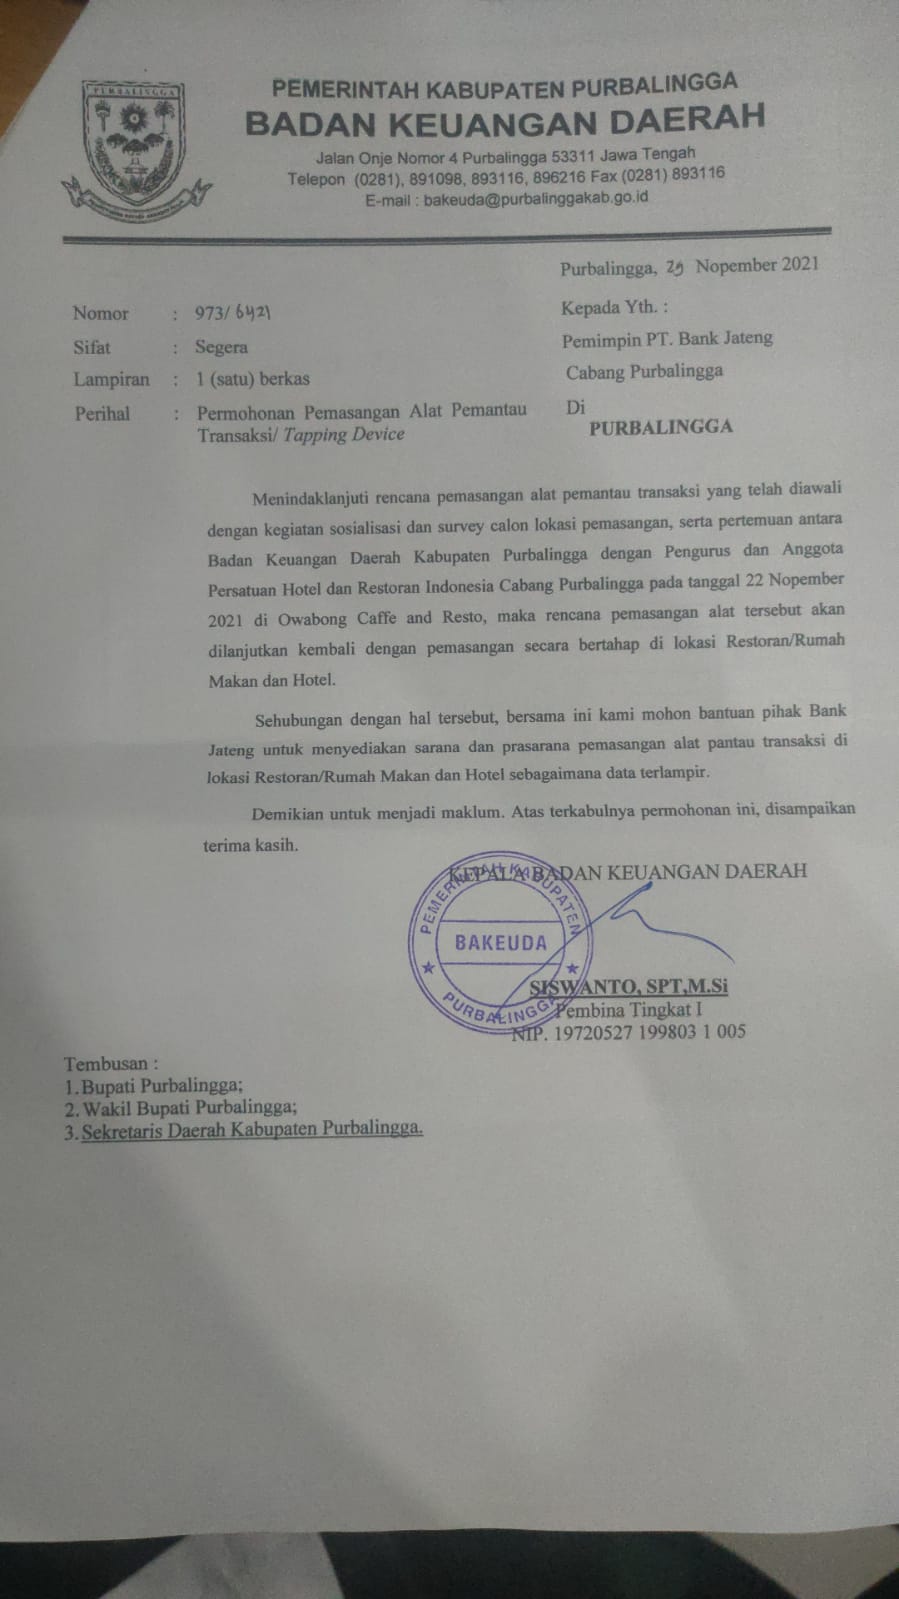 PURBALINGGA
PEMERINTAH KABUPATEN PURBALINGGA
BADAN KEUANGAN DAERAH
Jalan Onje Nomor 4 Purbalingga 53311 Jawa Tengah
Telepon (0281), 891098, 893116, 896216 Fax (0281) 893116
E-mail : bakeuda@purbalinggakab.go.id
Purbalingga, 29 Nopember 2021
Nomor : 973/ 6421
Sifat : Segera
Lampiran : 1 (satu) berkas
Perihal : Permohonan Pemasangan Alat Pemantau
Transaksi/ Tapping Device
Kepada Yth. :
Pemimpin PT. Bank Jateng
Cabang Purbalingga
Di
PURBALINGGA
Menindaklanjuti rencana pemasangan alat pemantau transaksi yang telah diawali
dengan kegiatan sosialisasi dan survey calon lokasi pemasangan, serta pertemuan antara
Badan Keuangan Daerah Kabupaten Purbalingga dengan Pengurus dan Anggota
Persatuan Hotel dan Restoran Indonesia Cabang Purbalingga pada tanggal 22 Nopember
2021 di Owabong Caffe and Resto, maka rencana pemasangan alat tersebut akan
dilanjutkan kembali dengan pemasangan secara bertahap di lokasi Restoran/Rumah
Makan dan Hotel.
Sehubungan dengan hal tersebut, bersama ini kami mohon bantuan pihak Bank
Jateng untuk menyediakan sarana dan prasarana pemasangan alat pantau transaksi di
lokasi Restoran/Rumah Makan dan Hotel sebagaimana data terlampir.
Demikian untuk menjadi maklum. Atas terkabulnya permohonan ini, disampaikan
terima kasih.
KEPALA BADAN KEUANGAN DAERAH
PEMERINTAH KABUPATEN
BAKEUDA
PURBALINGGA
SISWANTO, SPT,M.Si
Pembina Tingkat I
NIP. 19720527 199803 1 005
Tembusan :
1. Bupati Purbalingga;
2. Wakil Bupati Purbalingga;
3. Sekretaris Daerah Kabupaten Purbalingga.